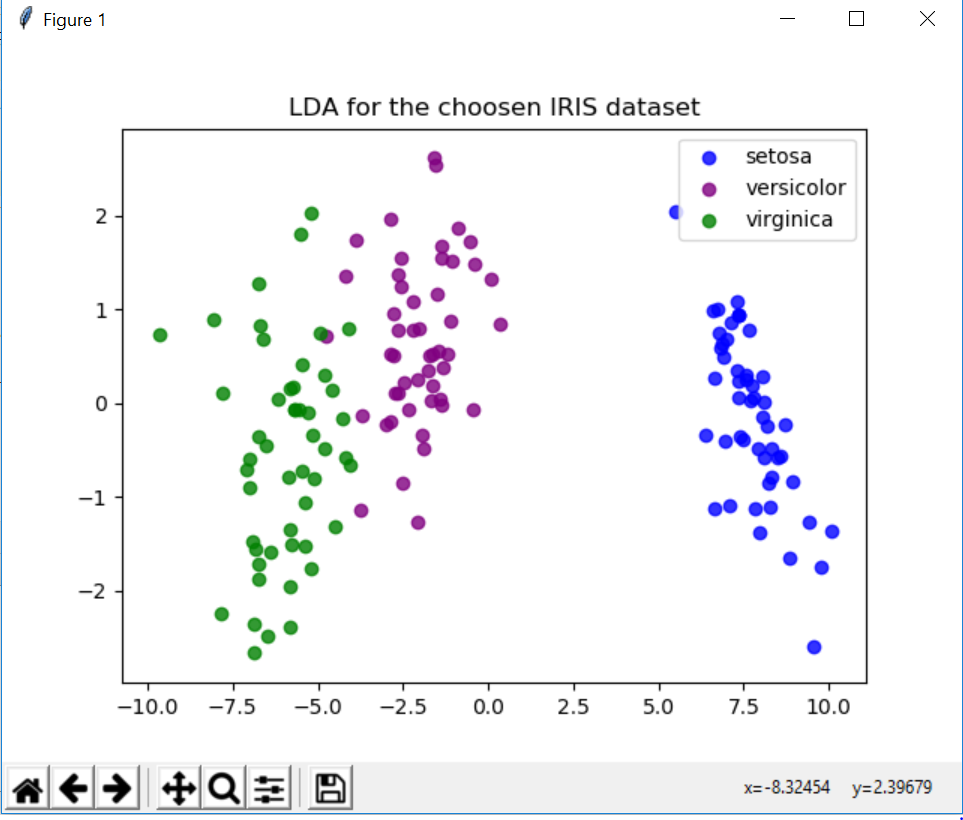 Figure 1
LDA for the choosen IRIS dataset
setosa
versicolor
virginica
2
1
0
−1
−2
−10.0 −7.5 −5.0 −2.5 0.0 2.5 5.0 7.5 10.0
x=-8.32454 y=2.39679